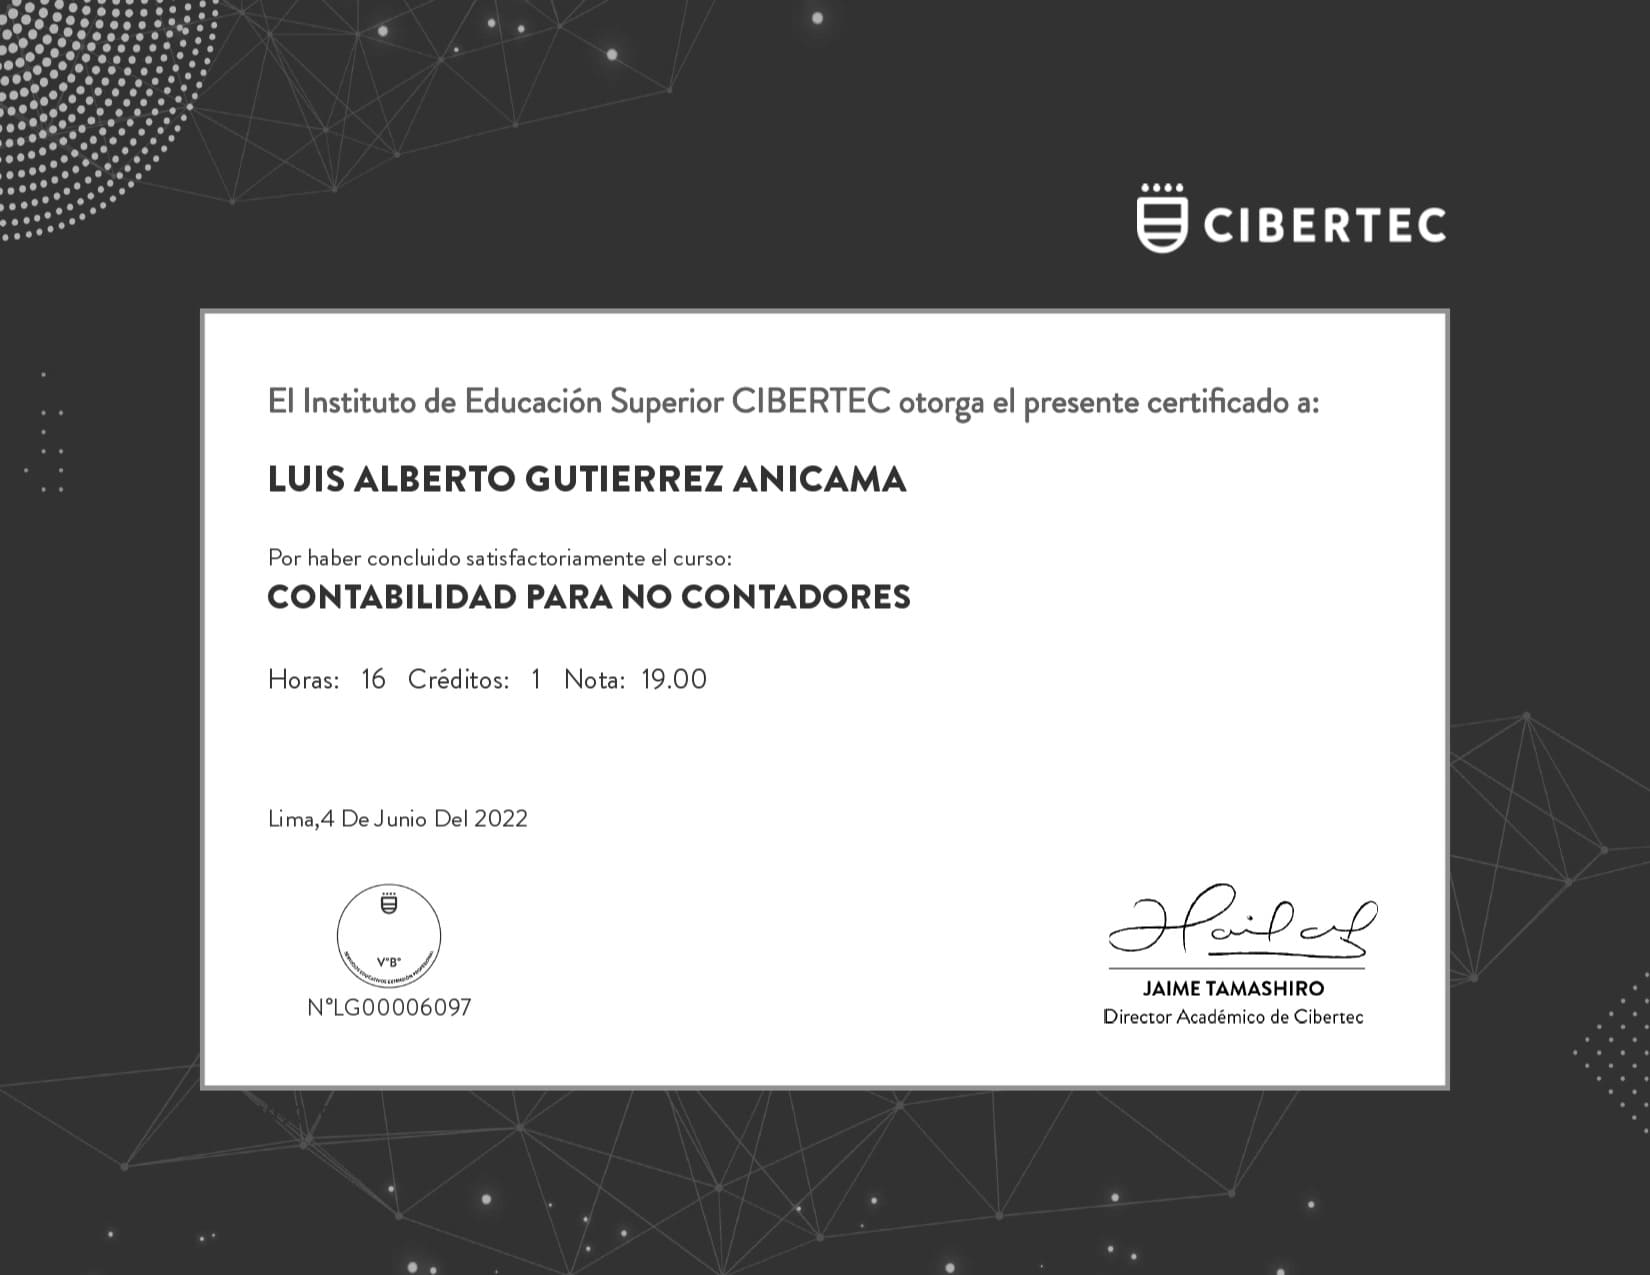 CIBERTEC
El Instituto de Educación Superior CIBERTEC otorga el presente certificado a:
LUIS ALBERTO GUTIERREZ ANICAMA
Por haber concluido satisfactoriamente el curso:
CONTABILIDAD PARA NO CONTADORES
Horas: 16 Créditos: 1 Nota: 19.00
Lima,4 De Junio Del 2022
V°B°
N°LG00006097
JAIME TAMASHIRO
Director Académico de Cibertec